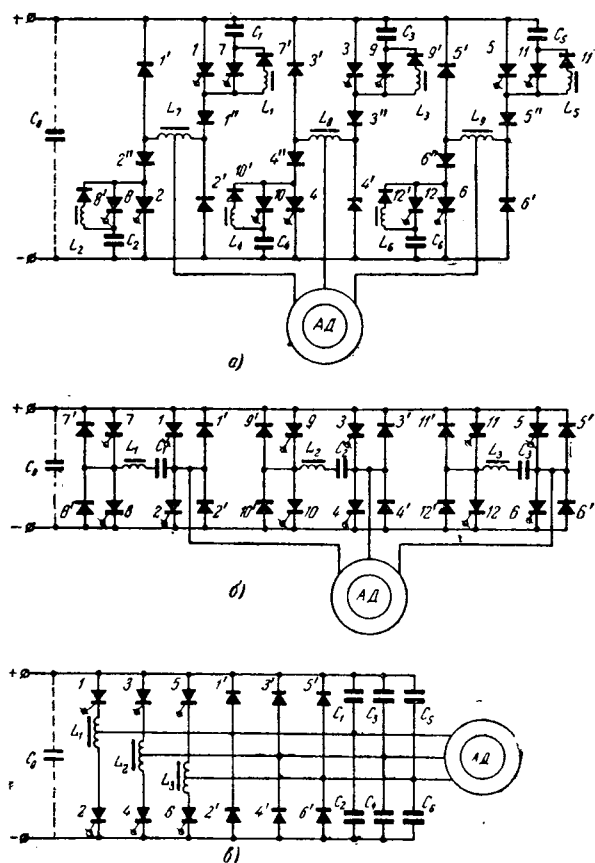 + C₁ C₃ C₅
1' 1 7 7' 3' 3 9 9' 5' 5 11 11'
C₀ L₇ L₁ L₈ L₃ L₉ L₅
1" 3" 5"
2" 4" 6"
8' 8 2 2' 10' 10 4 4' 12' 12 6 6'
L₂ C₂ L₄ C₄ L₆ C₆
-
АД
а)
+ 7' 7 1 1' 9' 9 3 3' 11' 11 5 5'
C₀ L₁ C₁ L₂ C₂ L₃ C₃
- 8' 8 2 2' 10' 10 4 4' 12' 12 6 6'
АД
б)
+ 1 3 5 1' 3' 5'
L₁ C₁ C₃ C₅
C₀ L₂ АД
L₃
2 4 6 2' 4' 6' C₂ C₄ C₆
-
в)